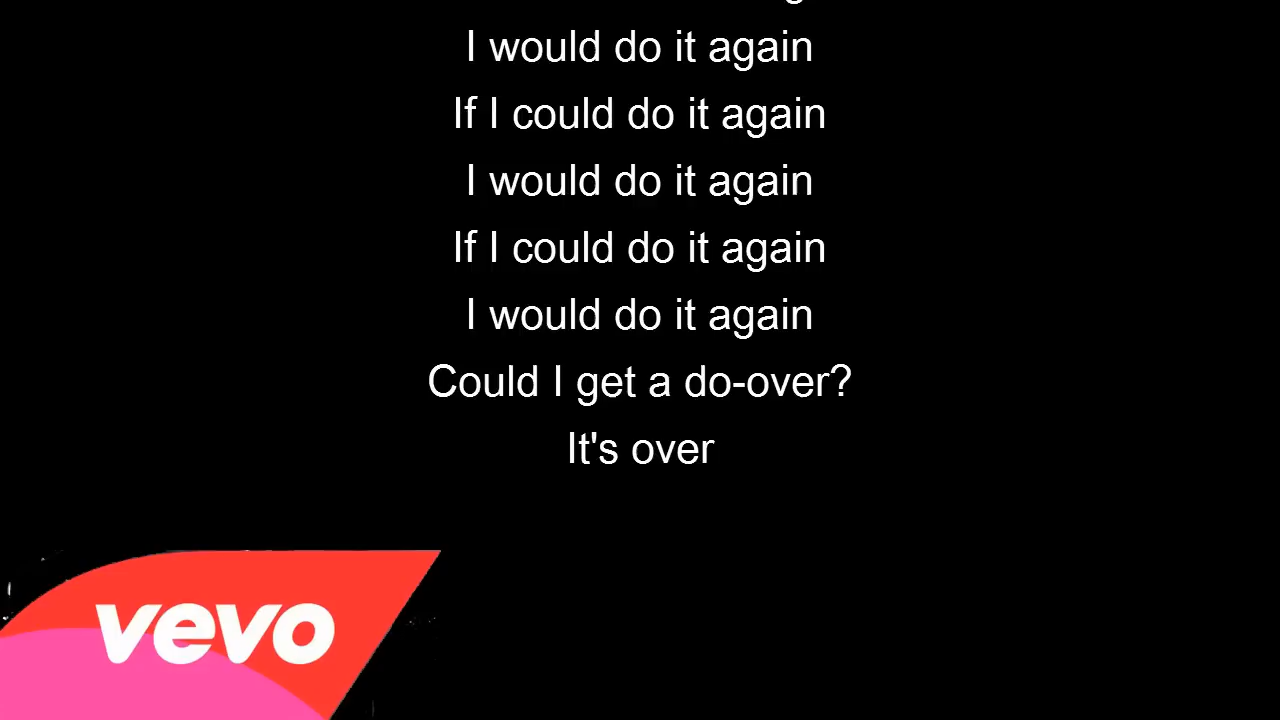 I would do it again
If I could do it again
I would do it again
If I could do it again
I would do it again
Could I get a do-over?
It's over
vevo